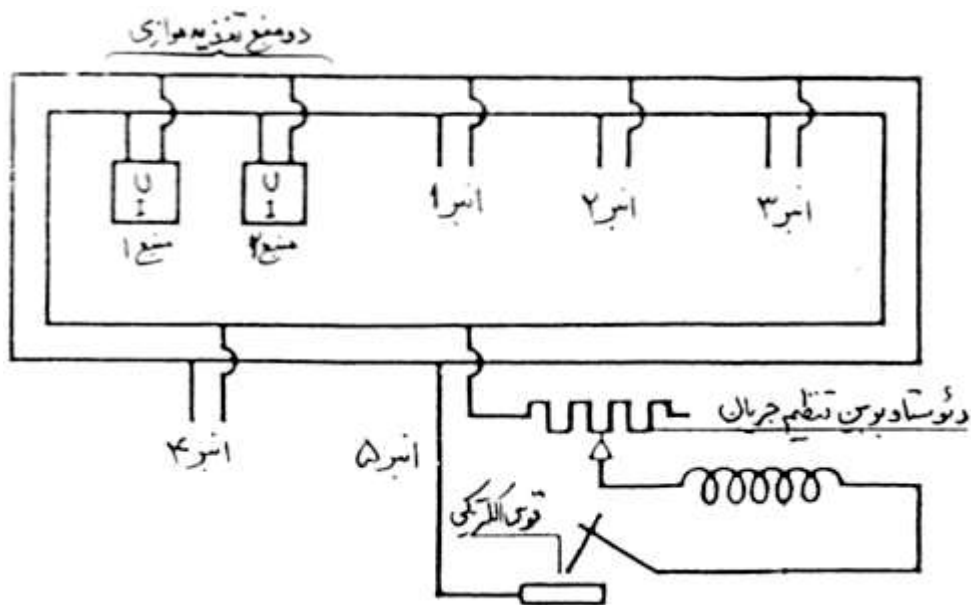 دو منبع تغذیه موازی
U
I
منبع ۱
U
I
منبع ۲
انبر ۱
انبر ۲
انبر ۳
انبر ۴
انبر ۵
رئوستا و بوبین تنظیم جریان
قوس الکتریکی